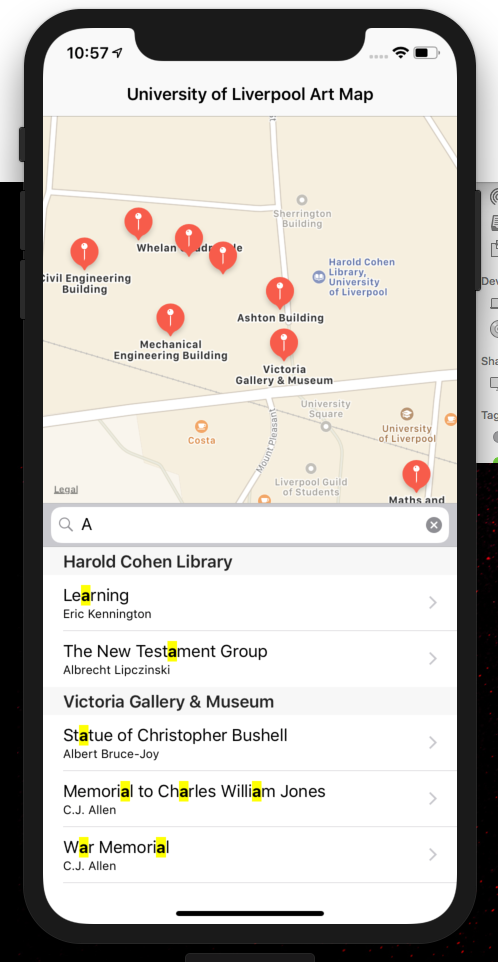 10:57
University of Liverpool Art Map
Sherrington
Building
Whelan
Harold Cohen
Library,
University
of Liverpool
Civil Engineering
Building
Ashton Building
Mechanical
Engineering Building
Victoria
Gallery & Museum
University
Square
Costa
University
of Liverpool
Mount Pleasant
Liverpool Guild
of Students
Legal
Maths and
A
Harold Cohen Library
Learning
Eric Kennington
The New Testament Group
Albrecht Lipczinski
Victoria Gallery & Museum
Statue of Christopher Bushell
Albert Bruce-Joy
Memorial to Charles William Jones
C.J. Allen
War Memorial
C.J. Allen
Dev
Sha
Tag